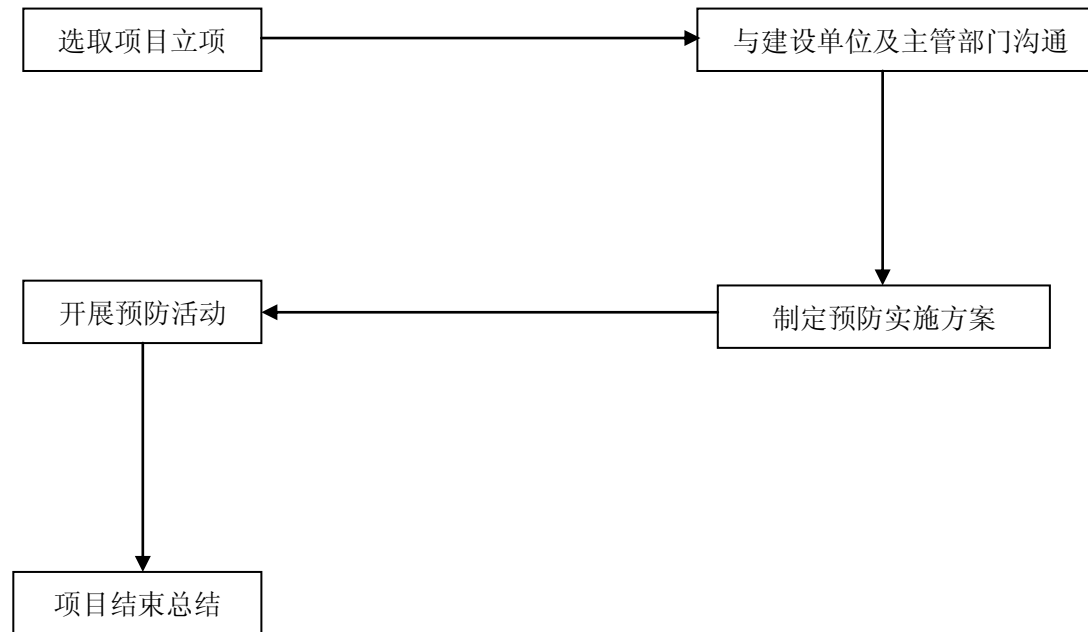 选取项目立项
与建设单位及主管部门沟通
制定预防实施方案
开展预防活动
项目结束总结